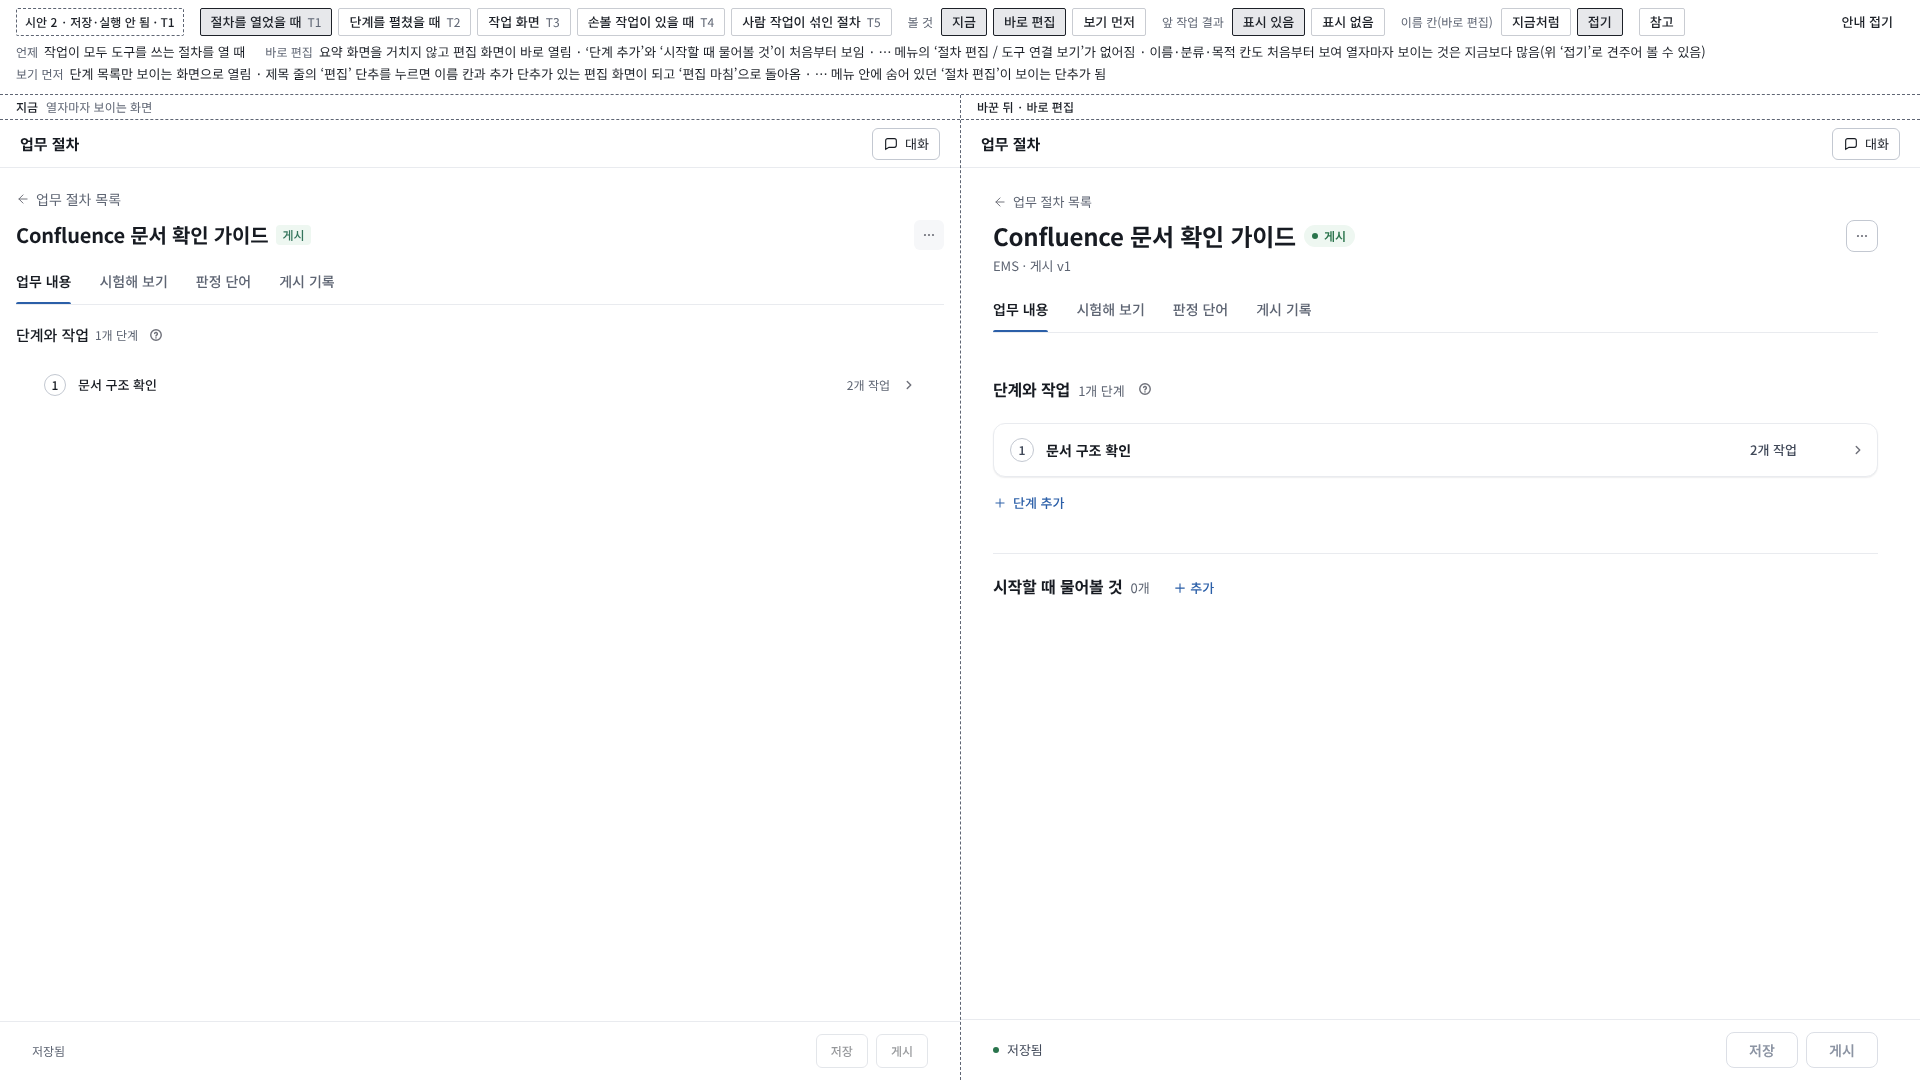 시안 2 · 저장·실행 안 됨 · T1 절차를 열었을 때 T1 단계를 펼쳤을 때 T2 작업 화면 T3 손볼 작업이 있을 때 T4 사람 작업이 섞인 절차 T5 볼 것 지금 바로 편집 보기 먼저 앞 작업 결과 표시 있음 표시 없음 이름 칸(바로 편집) 지금처럼 접기 참고 안내 접기
언제 작업이 모두 도구를 쓰는 절차를 열 때 바로 편집 요약 화면을 거치지 않고 편집 화면이 바로 열림 · ‘단계 추가’와 ‘시작할 때 물어볼 것’이 처음부터 보임 · ⋯ 메뉴의 ‘절차 편집 / 도구 연결 보기’가 없어짐 · 이름·분류·목적 칸도 처음부터 보여 열자마자 보이는 것은 지금보다 많음(위 ‘접기’로 견주어 볼 수 있음)
보기 먼저 단계 목록만 보이는 화면으로 열림 · 제목 줄의 ‘편집’ 단추를 누르면 이름 칸과 추가 단추가 있는 편집 화면이 되고 ‘편집 마침’으로 돌아옴 · ⋯ 메뉴 안에 숨어 있던 ‘절차 편집’이 보이는 단추가 됨
지금 열자마자 보이는 화면
업무 절차
대화
업무 절차 목록
Confluence 문서 확인 가이드 게시
업무 내용 시험해 보기 판정 단어 게시 기록
단계와 작업 1개 단계
1 문서 구조 확인 2개 작업
저장됨 저장 게시
바꾼 뒤 · 바로 편집
업무 절차
대화
업무 절차 목록
Confluence 문서 확인 가이드 게시
EMS · 게시 v1
업무 내용 시험해 보기 판정 단어 게시 기록
단계와 작업 1개 단계
1 문서 구조 확인 2개 작업
단계 추가
시작할 때 물어볼 것 0개 추가
저장됨 저장 게시